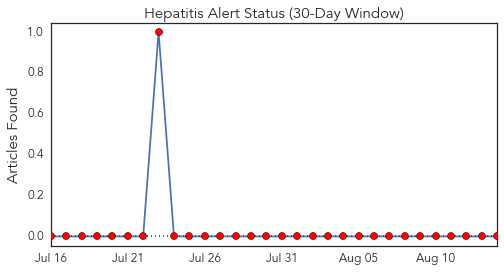 Hepatitis Alert Status (30-Day Window)
Articles Found
1.0
0.8
0.6
0.4
0.2
0.0
Jul 16 Jul 21 Jul 26 Jul 31 Aug 05 Aug 10